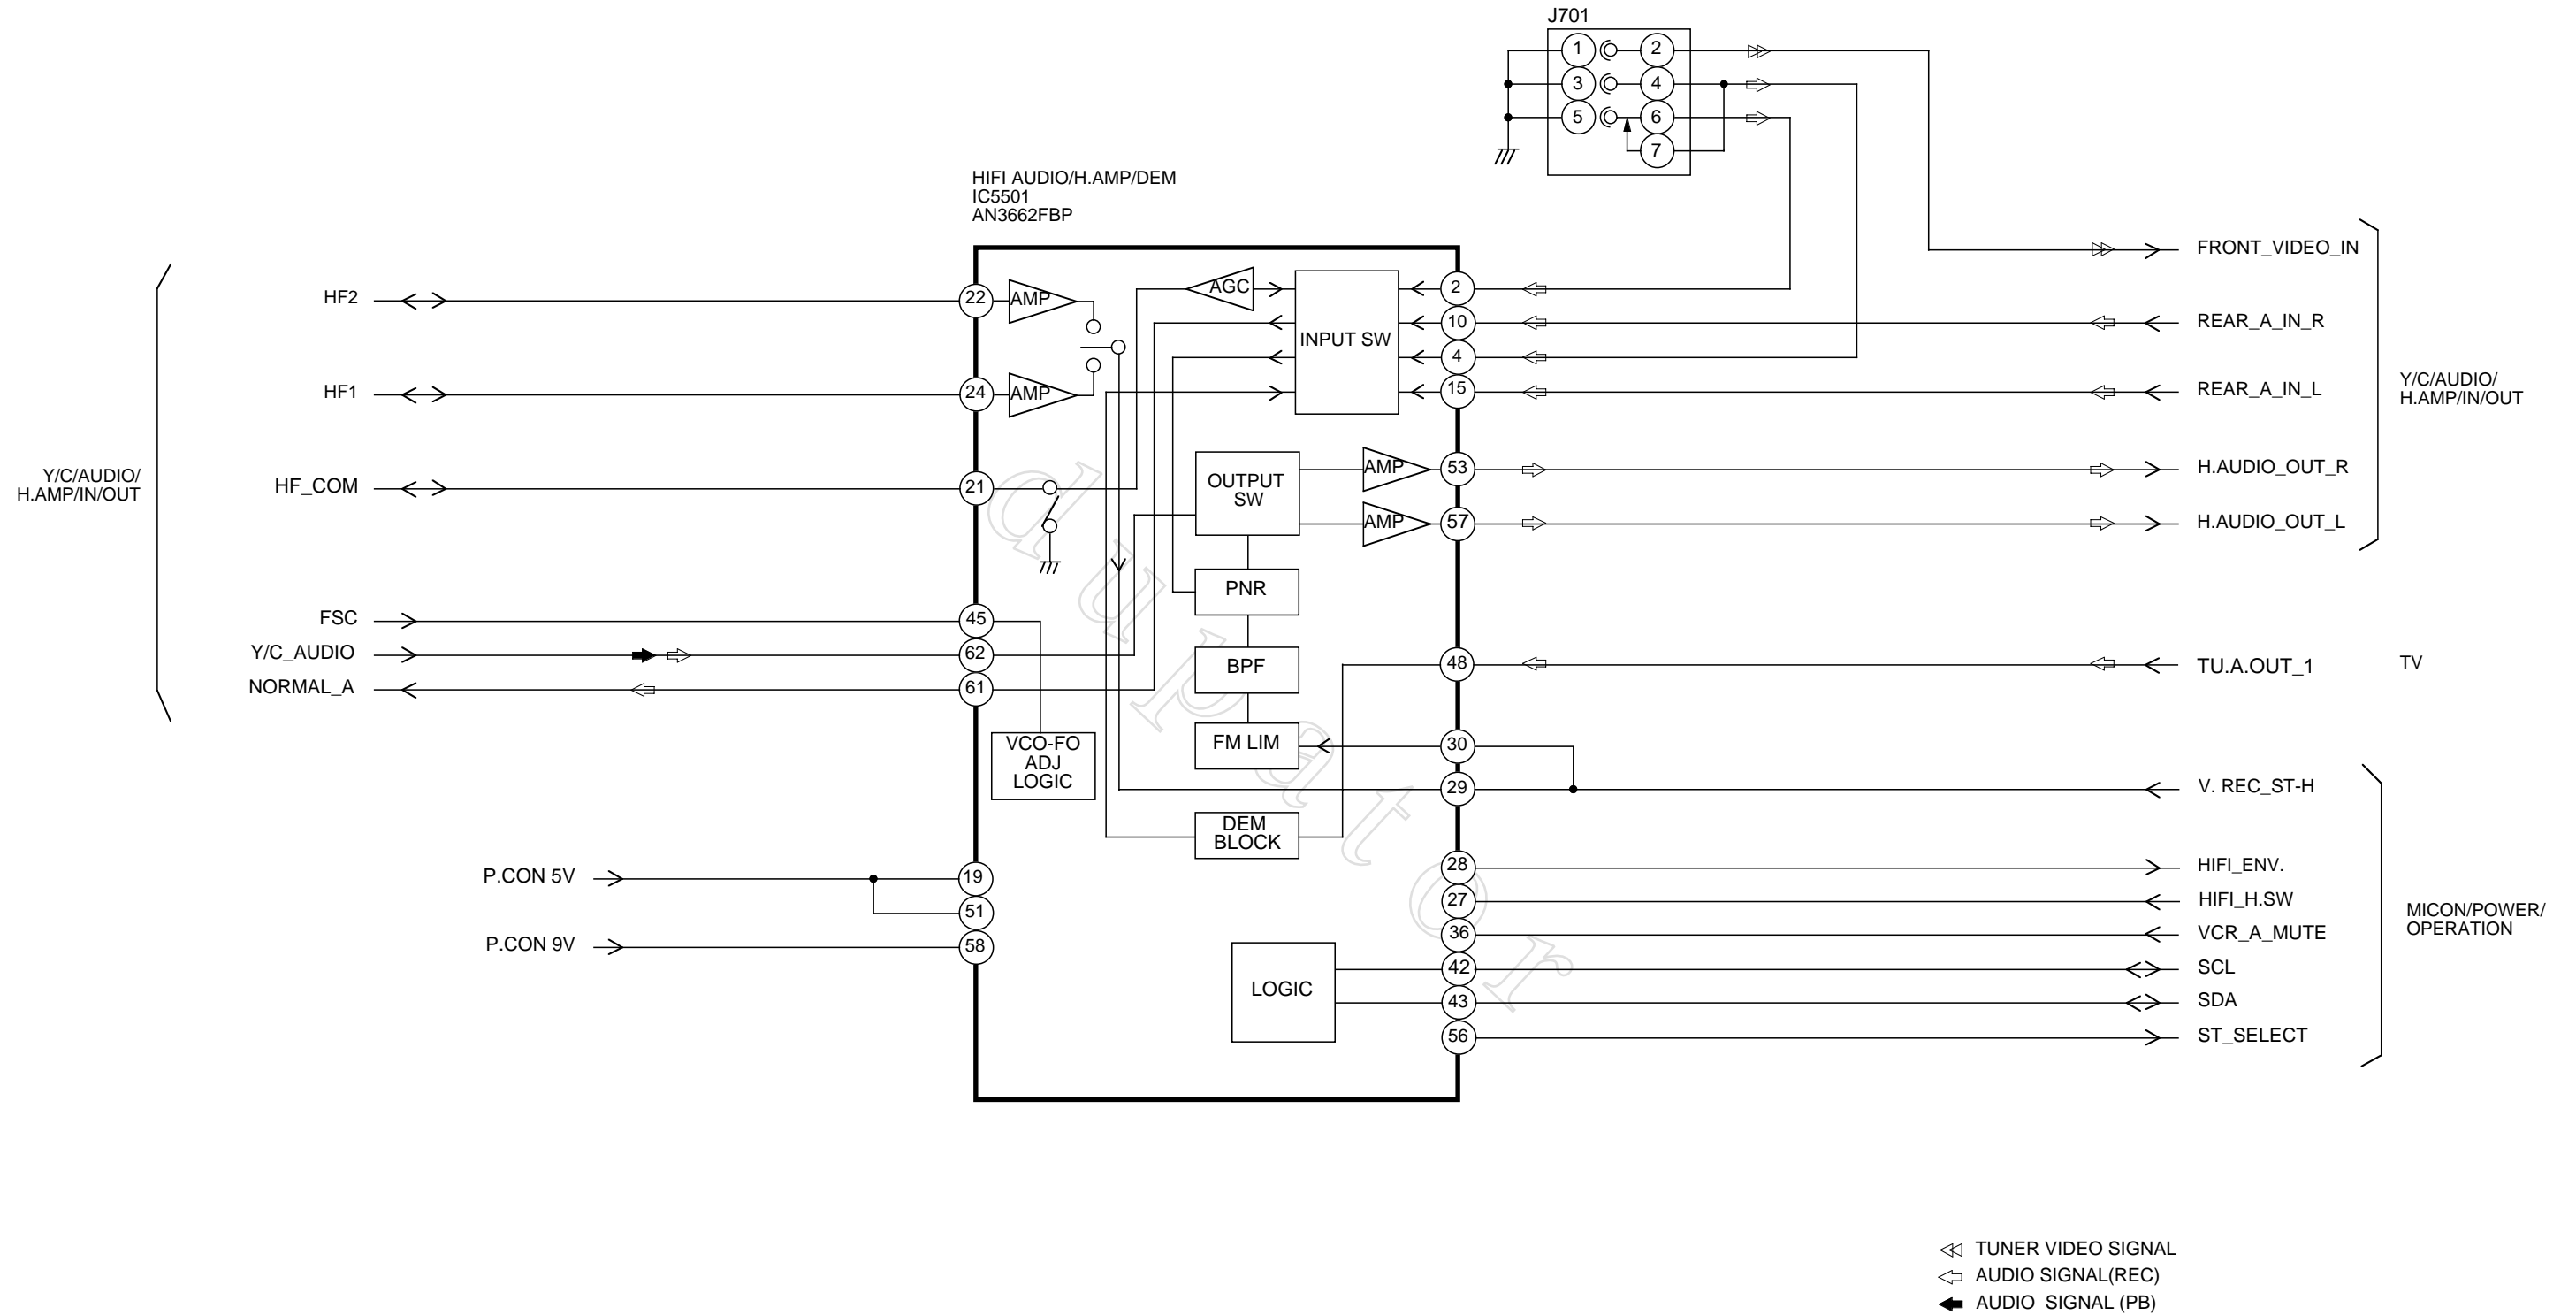 J701
1
2
3
4
5
6
7
HIFI AUDIO/H.AMP/DEM
IC5501
AN3662FBP
Y/C/AUDIO/
H.AMP/IN/OUT
HF2
HF1
HF_COM
FSC
Y/C_AUDIO
NORMAL_A
P.CON 5V
P.CON 9V
22
24
21
45
62
61
19
51
58
AMP
AMP
AGC
INPUT SW
OUTPUT
SW
AMP
AMP
PNR
BPF
FM LIM
VCO-FO
ADJ
LOGIC
DEM
BLOCK
LOGIC
2
10
4
15
53
57
48
30
29
28
27
36
42
43
56
FRONT_VIDEO_IN
REAR_A_IN_R
REAR_A_IN_L
H.AUDIO_OUT_R
H.AUDIO_OUT_L
Y/C/AUDIO/
H.AMP/IN/OUT
TU.A.OUT_1
TV
V. REC_ST-H
HIFI_ENV.
HIFI_H.SW
VCR_A_MUTE
SCL
SDA
ST_SELECT
MICON/POWER/
OPERATION
dupator
TUNER VIDEO SIGNAL
AUDIO SIGNAL(REC)
AUDIO SIGNAL (PB)